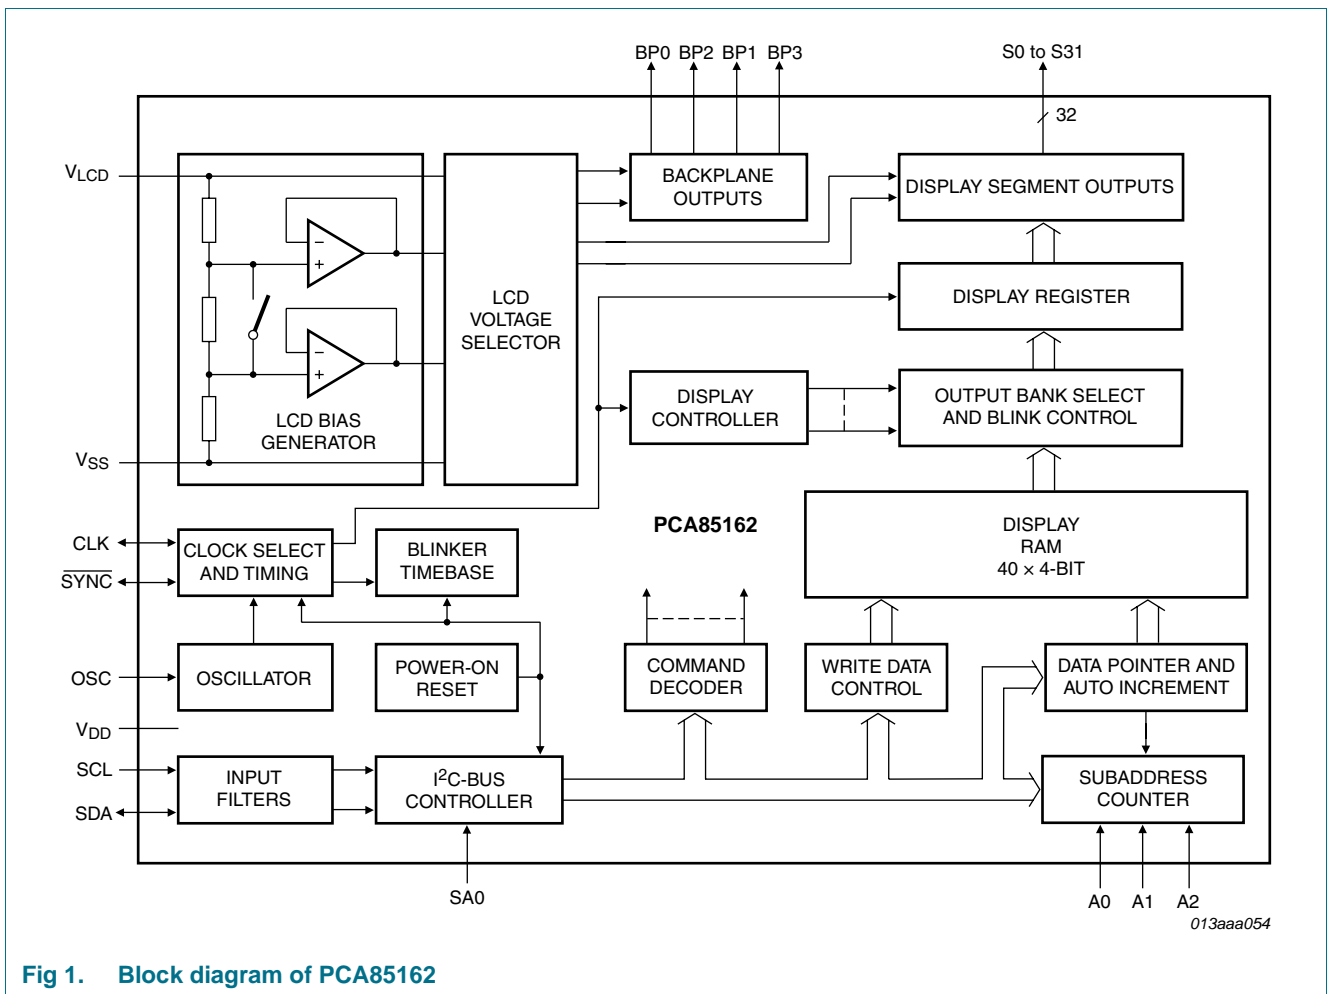 BP0 BP2 BP1 BP3
S0 to S31
32
VLCD
BACKPLANE
OUTPUTS
DISPLAY SEGMENT OUTPUTS
−
+
LCD
VOLTAGE
SELECTOR
DISPLAY REGISTER
−
+
LCD BIAS
GENERATOR
DISPLAY
CONTROLLER
OUTPUT BANK SELECT
AND BLINK CONTROL
VSS
PCA85162
DISPLAY
RAM
40 × 4-BIT
CLK
SYNC
CLOCK SELECT
AND TIMING
BLINKER
TIMEBASE
OSC
OSCILLATOR
POWER-ON
RESET
COMMAND
DECODER
WRITE DATA
CONTROL
DATA POINTER AND
AUTO INCREMENT
VDD
SCL
SDA
INPUT
FILTERS
I2C-BUS
CONTROLLER
SUBADDRESS
COUNTER
SA0
A0 A1 A2
013aaa054
Fig 1. Block diagram of PCA85162